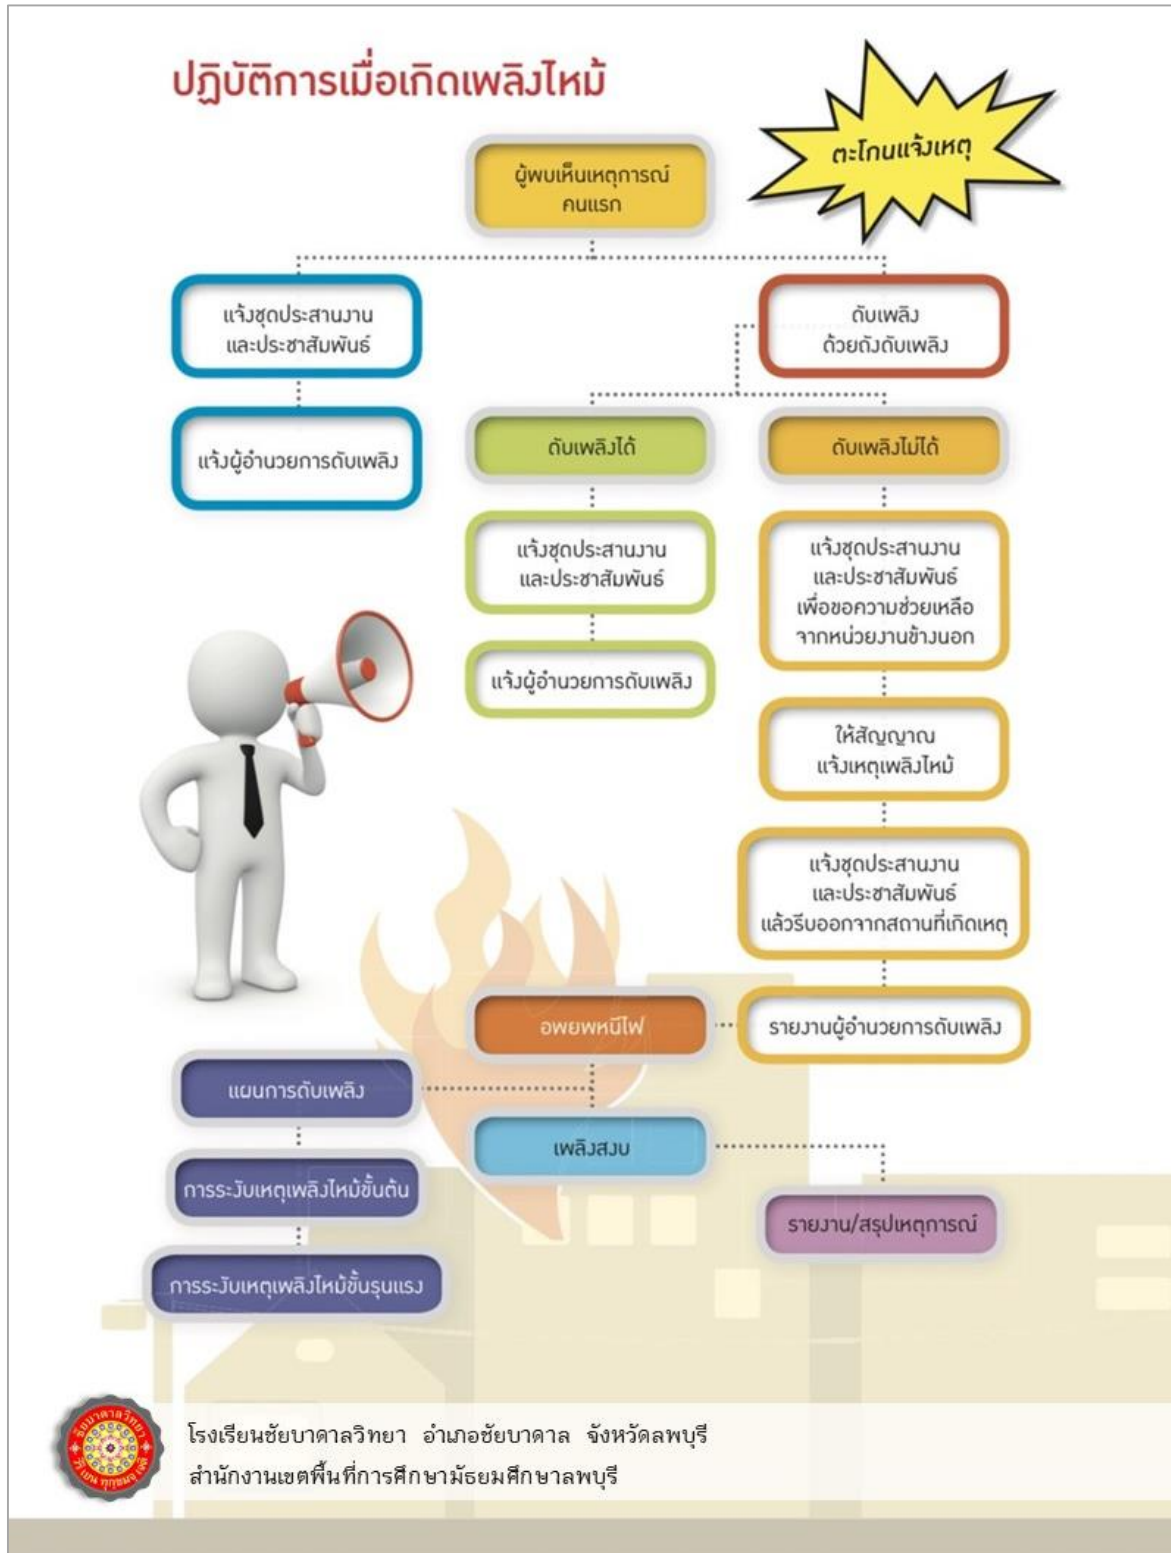 ปฏิบัติการเมื่อเกิดเพลิงไหม้
ตะโกนแจ้งเหตุ
ผู้พบเห็นเหตุการณ์
คนแรก
แจ้งชุดประสานงาน
และประชาสัมพันธ์
ดับเพลิง
ด้วยถังดับเพลิง
แจ้งผู้อำนวยการดับเพลิง
ดับเพลิงได้
ดับเพลิงไม่ได้
แจ้งชุดประสานงาน
และประชาสัมพันธ์
แจ้งผู้อำนวยการดับเพลิง
แจ้งชุดประสานงาน
และประชาสัมพันธ์
เพื่อขอความช่วยเหลือ
จากหน่วยงานข้างนอก
ให้สัญญาณ
แจ้งเหตุเพลิงไหม้
แจ้งชุดประสานงาน
และประชาสัมพันธ์
แล้วรีบออกจากสถานที่เกิดเหตุ
รายงานผู้อำนวยการดับเพลิง
อพยพหนีไฟ
แผนการดับเพลิง
การระงับเหตุเพลิงไหม้ขั้นต้น
การระงับเหตุเพลิงไหม้ขั้นรุนแรง
เพลิงสงบ
รายงาน/สรุปเหตุการณ์
ชัยบาดาลวิทยา
โรงเรียนชัยบาดาลวิทยา อำเภอชัยบาดาล จังหวัดลพบุรี
สำนักงานเขตพื้นที่การศึกษามัธยมศึกษาลพบุรี